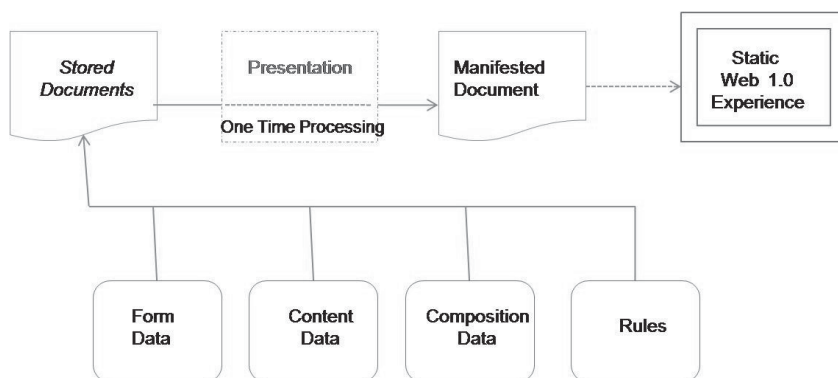 Stored
Documents
Presentation
One Time Processing
Manifested
Document
Static
Web 1.0
Experience
Form
Data
Content
Data
Composition
Data
Rules